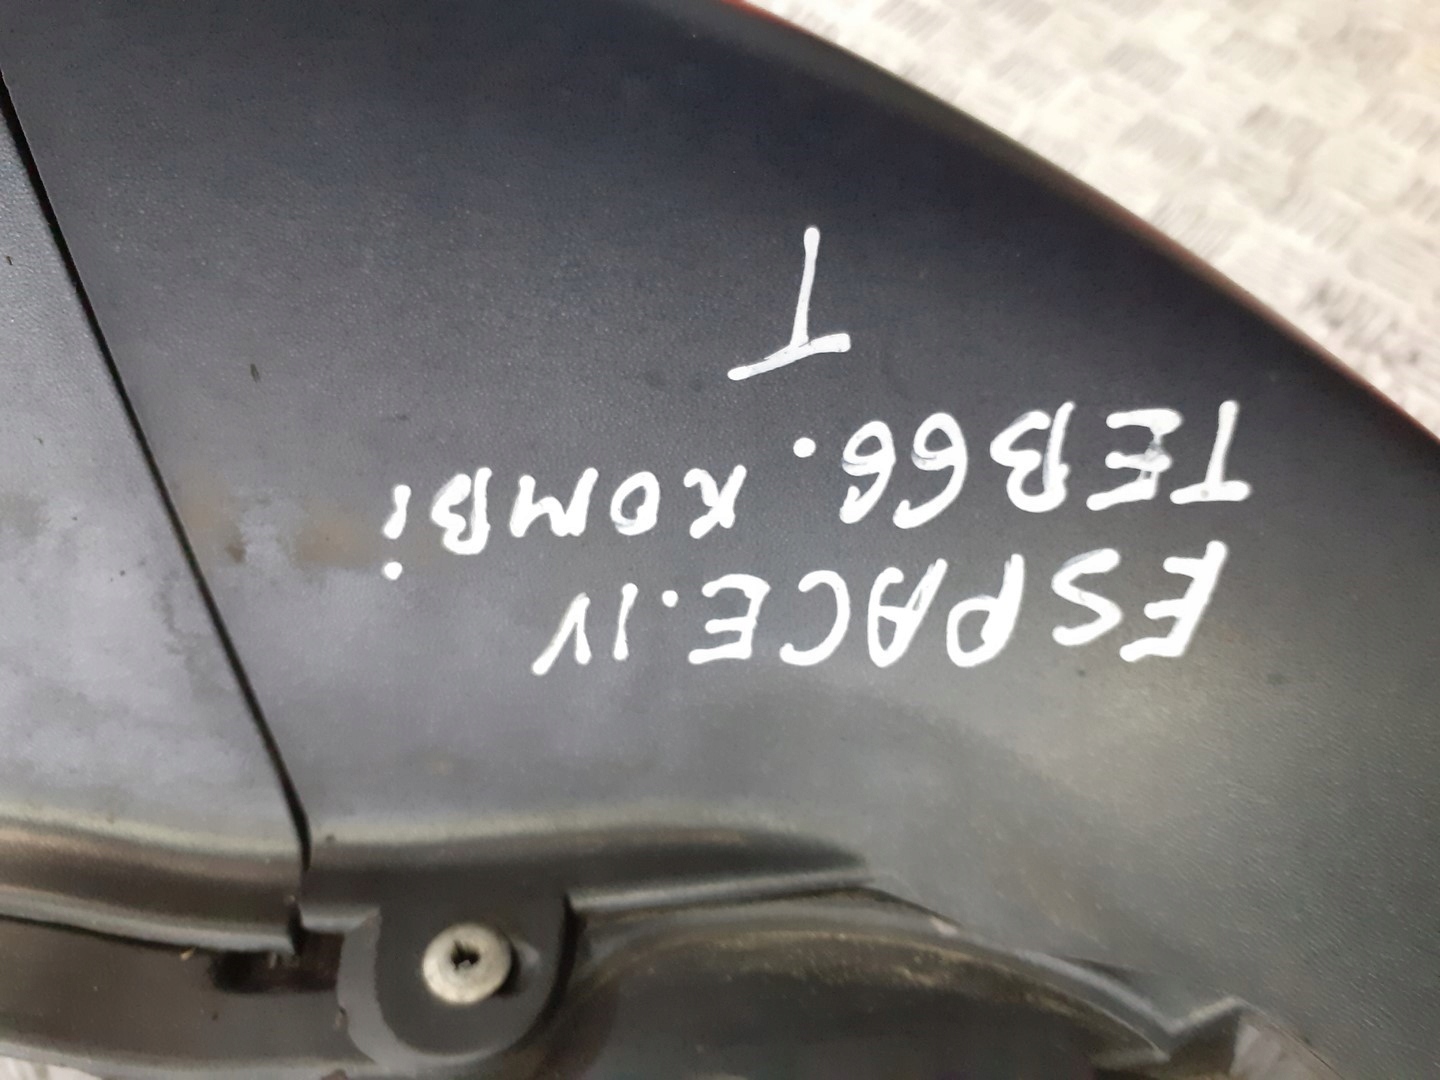 ESPACE.IV
TEB66. KOMBi
T